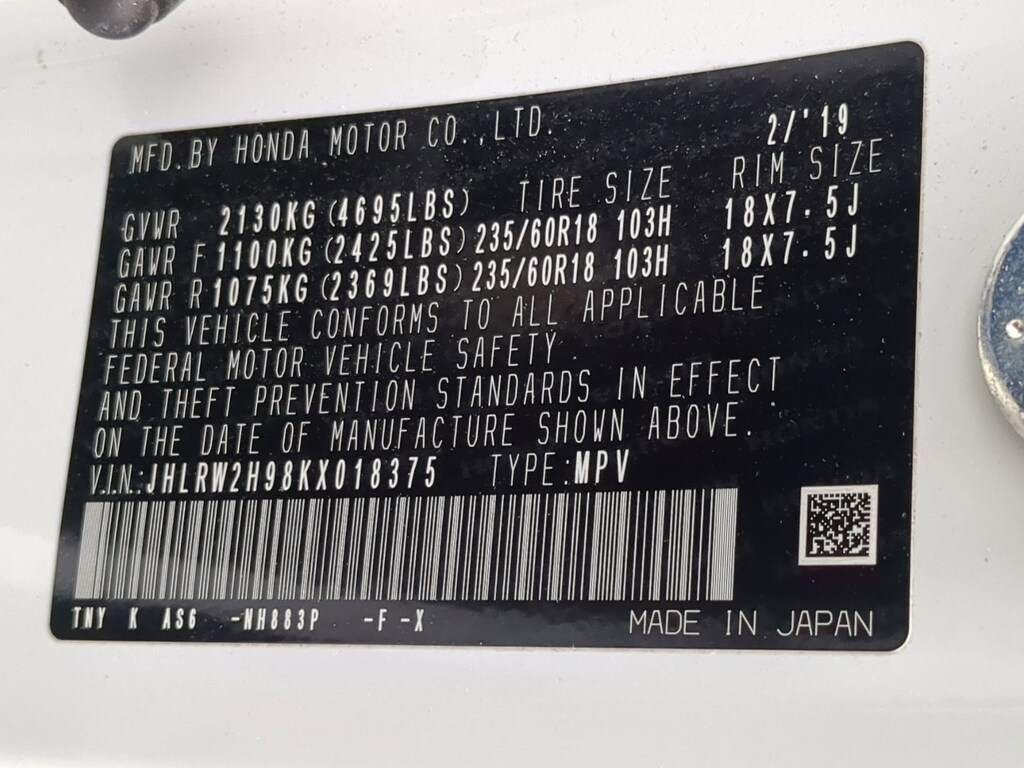 MFD. BY HONDA MOTOR CO.,LTD. 2/'19
TIRE SIZE RIM SIZE
GVWR 2130KG (4695LBS)
GAWR F 1100KG (2425LBS) 235/60R18 103H 18X7.5J
GAWR R 1075KG (2369LBS) 235/60R18 103H 18X7.5J
THIS VEHICLE CONFORMS TO ALL APPLICABLE
FEDERAL MOTOR VEHICLE SAFETY
AND THEFT PREVENTION STANDARDS IN EFFECT
ON THE DATE OF MANUFACTURE SHOWN ABOVE.
V.I.N.: JHLRW2H98KX018375 TYPE: MPV
TNY K AS6 -NH883P -F -X MADE IN JAPAN